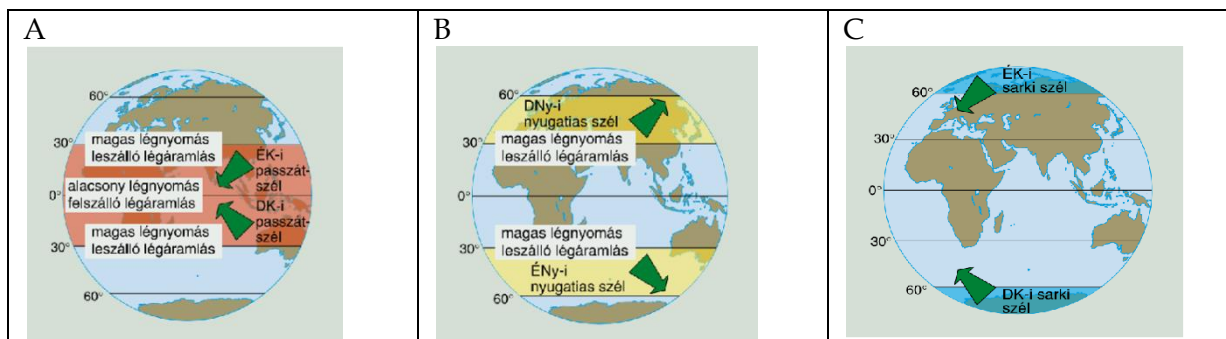 A
60°
magas légnyomás
leszálló légáramlás
30°
ÉK-i
passzát-
szél
alacsony légnyomás
felszálló légáramlás
0°
DK-i
passzát-
szél
magas légnyomás
leszálló légáramlás
30°
60°
B
60°
DNy-i
nyugatias szél
magas légnyomás
leszálló légáramlás
30°
0°
magas légnyomás
leszálló légáramlás
30°
ÉNy-i
nyugatias szél
60°
C
ÉK-i
sarki szél
60°
30°
0°
30°
60°
DK-i sarki
szél